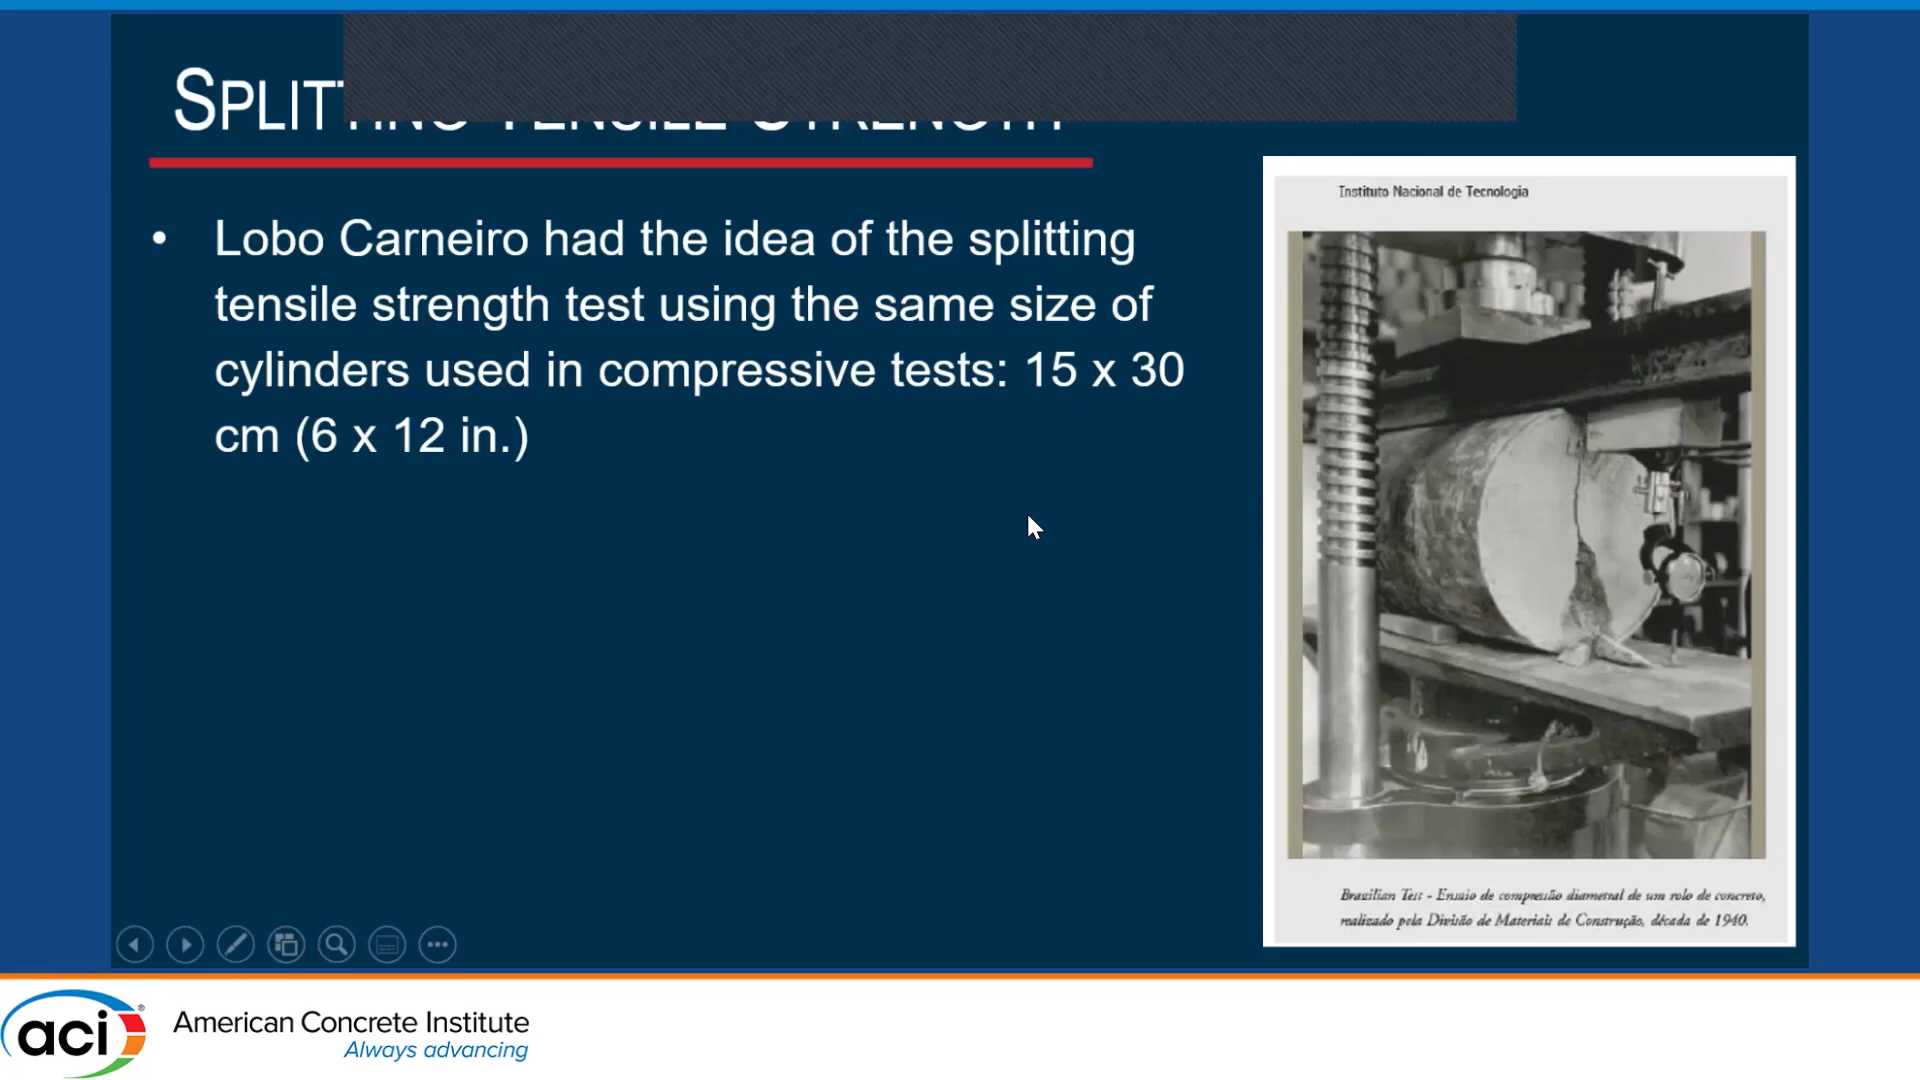 SPLITTING TENSILE STRENGTH
• Lobo Carneiro had the idea of the splitting
tensile strength test using the same size of
cylinders used in compressive tests: 15 x 30
cm (6 x 12 in.)
Instituto Nacional de Tecnologia
Brazilian Test - Ensaio de compressão diametral de um rolo de concreto,
realizado pela Divisão de Materiais de Construção, década de 1940.
aci®
American Concrete Institute
Always advancing